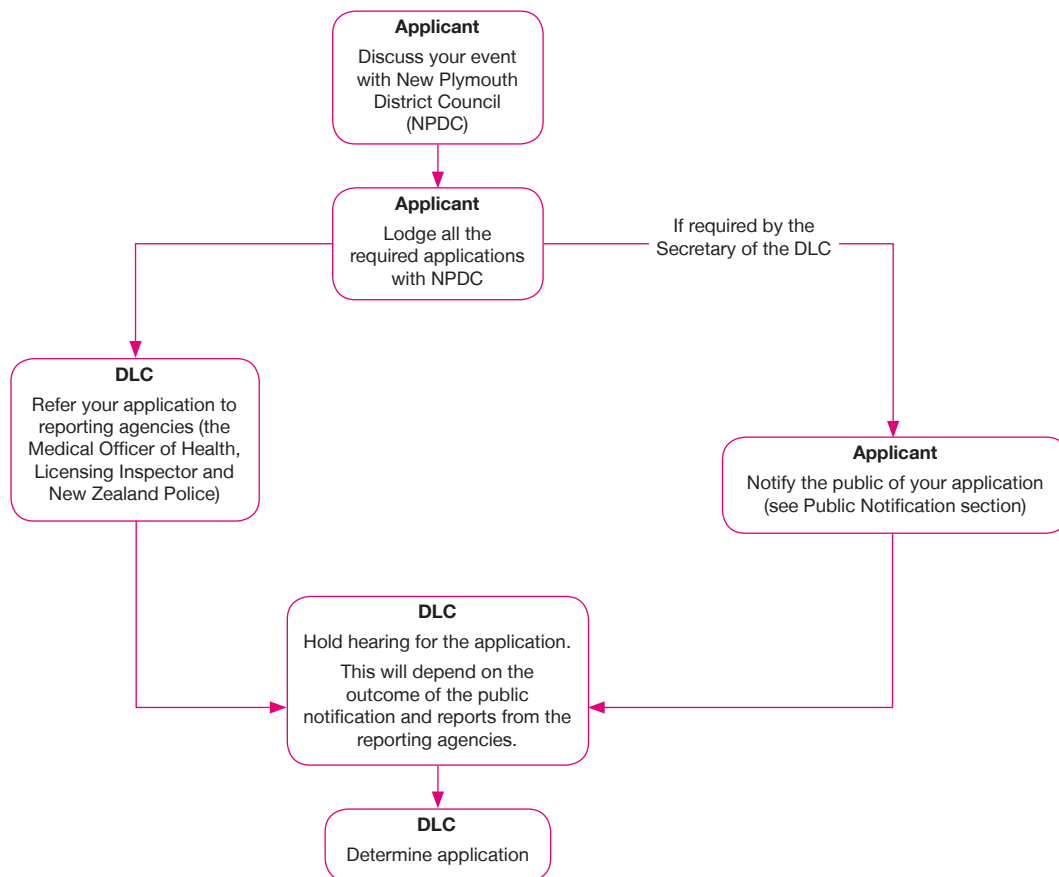 Applicant
Discuss your event
with New Plymouth
District Council
(NPDC)
Applicant
Lodge all the
required applications
with NPDC
If required by the
Secretary of the DLC
DLC
Refer your application to
reporting agencies (the
Medical Officer of Health,
Licensing Inspector and
New Zealand Police)
Applicant
Notify the public of your application
(see Public Notification section)
DLC
Hold hearing for the application.
This will depend on the
outcome of the public
notification and reports from the
reporting agencies.
DLC
Determine application